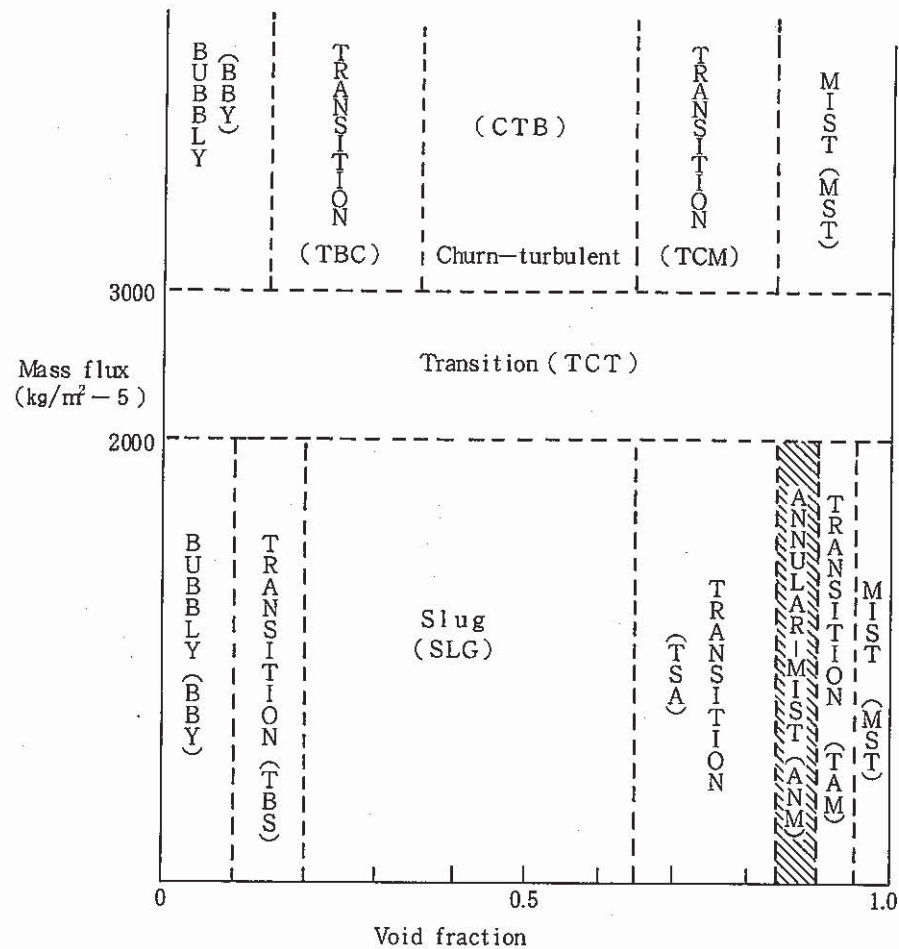 BUBBLY
(BBY)
TRANSITION
(TBC)
(CTB)
Churn-turbulent
TRANSITION
(TCM)
MIST (MST)
3000
Transition (TCT)
Mass flux
(kg/m²-5)
2000
BUBBLY (BBY)
TRANSITION (TBS)
Slug
(SLG)
(TSA)
TRANSITION
ANNULAR-MIST (ANM)
TRANSITION (TAM)
MIST (MST)
0
0.5
1.0
Void fraction